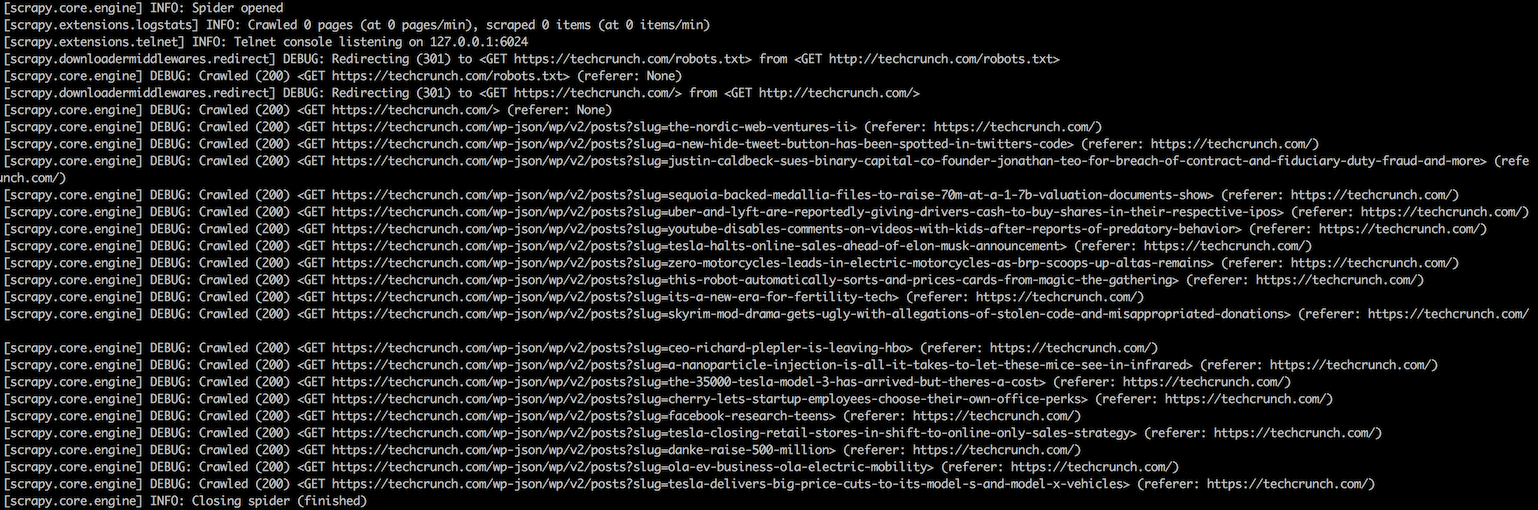 [scrapy.core.engine] INFO: Spider opened
[scrapy.extensions.logstats] INFO: Crawled 0 pages (at 0 pages/min), scraped 0 items (at 0 items/min)
[scrapy.extensions.telnet] INFO: Telnet console listening on 127.0.0.1:6024
[scrapy.downloadermiddlewares.redirect] DEBUG: Redirecting (301) to <GET https://techcrunch.com/robots.txt> from <GET http://techcrunch.com/robots.txt>
[scrapy.core.engine] DEBUG: Crawled (200) <GET https://techcrunch.com/robots.txt> (referer: None)
[scrapy.downloadermiddlewares.redirect] DEBUG: Redirecting (301) to <GET https://techcrunch.com/> from <GET http://techcrunch.com/>
[scrapy.core.engine] DEBUG: Crawled (200) <GET https://techcrunch.com/> (referer: None)
[scrapy.core.engine] DEBUG: Crawled (200) <GET https://techcrunch.com/wp-json/wp/v2/posts?slug=the-nordic-web-ventures-ii> (referer: https://techcrunch.com/)
[scrapy.core.engine] DEBUG: Crawled (200) <GET https://techcrunch.com/wp-json/wp/v2/posts?slug=a-new-hide-tweet-button-has-been-spotted-in-twitters-code> (referer: https://techcrunch.com/)
[scrapy.core.engine] DEBUG: Crawled (200) <GET https://techcrunch.com/wp-json/wp/v2/posts?slug=justin-caldbeck-sues-binary-capital-co-founder-jonathan-teo-for-breach-of-contract-and-fiduciary-duty-fraud-and-more> (refe
unch.com/)
[scrapy.core.engine] DEBUG: Crawled (200) <GET https://techcrunch.com/wp-json/wp/v2/posts?slug=sequoia-backed-medallia-files-to-raise-70m-at-a-1-7b-valuation-documents-show> (referer: https://techcrunch.com/)
[scrapy.core.engine] DEBUG: Crawled (200) <GET https://techcrunch.com/wp-json/wp/v2/posts?slug=uber-and-lyft-are-reportedly-giving-drivers-cash-to-buy-shares-in-their-respective-ipos> (referer: https://techcrunch.com/)
[scrapy.core.engine] DEBUG: Crawled (200) <GET https://techcrunch.com/wp-json/wp/v2/posts?slug=youtube-disables-comments-on-videos-with-kids-after-reports-of-predatory-behavior> (referer: https://techcrunch.com/)
[scrapy.core.engine] DEBUG: Crawled (200) <GET https://techcrunch.com/wp-json/wp/v2/posts?slug=tesla-halts-online-sales-ahead-of-elon-musk-announcement> (referer: https://techcrunch.com/)
[scrapy.core.engine] DEBUG: Crawled (200) <GET https://techcrunch.com/wp-json/wp/v2/posts?slug=zero-motorcycles-leads-in-electric-motorcycles-as-brp-scoops-up-altas-remains> (referer: https://techcrunch.com/)
[scrapy.core.engine] DEBUG: Crawled (200) <GET https://techcrunch.com/wp-json/wp/v2/posts?slug=this-robot-automatically-sorts-and-prices-cards-from-magic-the-gathering> (referer: https://techcrunch.com/)
[scrapy.core.engine] DEBUG: Crawled (200) <GET https://techcrunch.com/wp-json/wp/v2/posts?slug=its-a-new-era-for-fertility-tech> (referer: https://techcrunch.com/)
[scrapy.core.engine] DEBUG: Crawled (200) <GET https://techcrunch.com/wp-json/wp/v2/posts?slug=skyrim-mod-drama-gets-ugly-with-allegations-of-stolen-code-and-misappropriated-donations> (referer: https://techcrunch.com/
[scrapy.core.engine] DEBUG: Crawled (200) <GET https://techcrunch.com/wp-json/wp/v2/posts?slug=ceo-richard-plepler-is-leaving-hbo> (referer: https://techcrunch.com/)
[scrapy.core.engine] DEBUG: Crawled (200) <GET https://techcrunch.com/wp-json/wp/v2/posts?slug=a-nanoparticle-injection-is-all-it-takes-to-let-these-mice-see-in-infrared> (referer: https://techcrunch.com/)
[scrapy.core.engine] DEBUG: Crawled (200) <GET https://techcrunch.com/wp-json/wp/v2/posts?slug=the-35000-tesla-model-3-has-arrived-but-theres-a-cost> (referer: https://techcrunch.com/)
[scrapy.core.engine] DEBUG: Crawled (200) <GET https://techcrunch.com/wp-json/wp/v2/posts?slug=cherry-lets-startup-employees-choose-their-own-office-perks> (referer: https://techcrunch.com/)
[scrapy.core.engine] DEBUG: Crawled (200) <GET https://techcrunch.com/wp-json/wp/v2/posts?slug=facebook-research-teens> (referer: https://techcrunch.com/)
[scrapy.core.engine] DEBUG: Crawled (200) <GET https://techcrunch.com/wp-json/wp/v2/posts?slug=tesla-closing-retail-stores-in-shift-to-online-only-sales-strategy> (referer: https://techcrunch.com/)
[scrapy.core.engine] DEBUG: Crawled (200) <GET https://techcrunch.com/wp-json/wp/v2/posts?slug=danke-raise-500-million> (referer: https://techcrunch.com/)
[scrapy.core.engine] DEBUG: Crawled (200) <GET https://techcrunch.com/wp-json/wp/v2/posts?slug=ola-ev-business-ola-electric-mobility> (referer: https://techcrunch.com/)
[scrapy.core.engine] DEBUG: Crawled (200) <GET https://techcrunch.com/wp-json/wp/v2/posts?slug=tesla-delivers-big-price-cuts-to-its-model-s-and-model-x-vehicles> (referer: https://techcrunch.com/)
[scrapy.core.engine] INFO: Closing spider (finished)